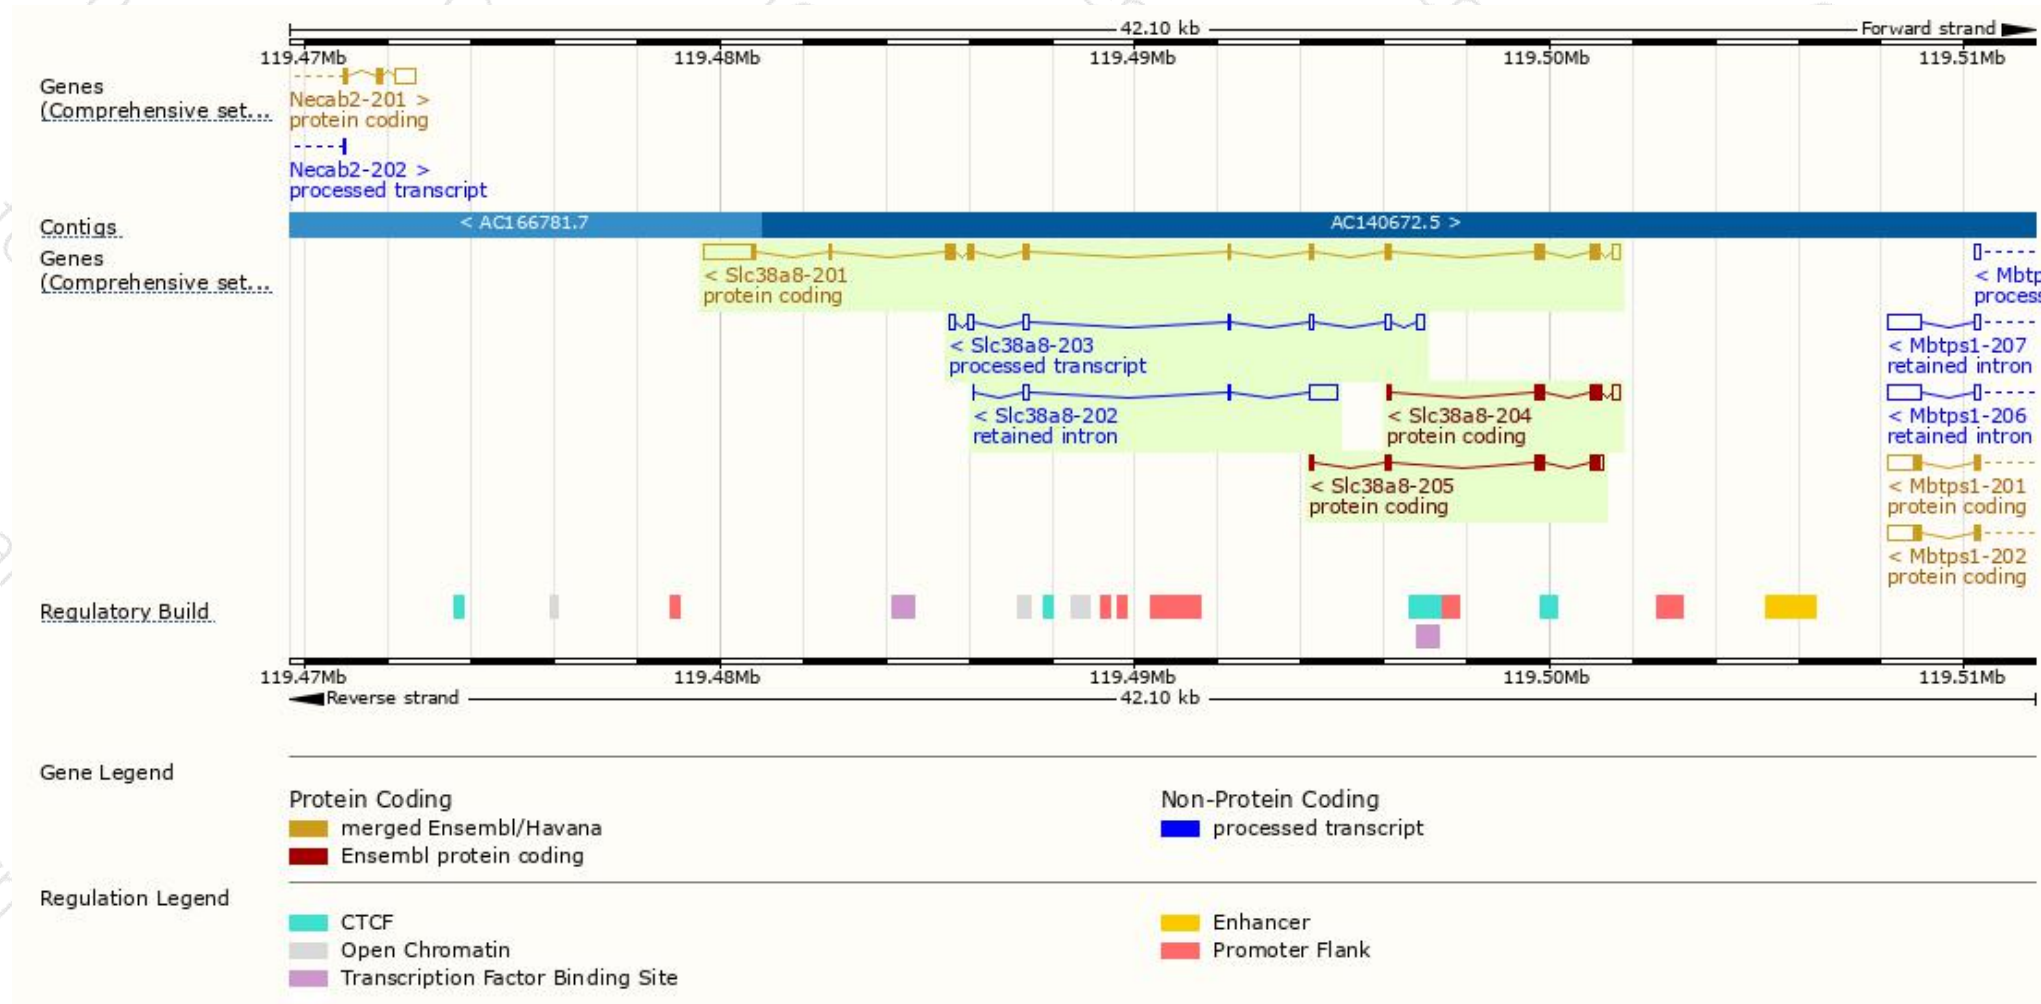 42.10 kb
Forward strand
119.47Mb 119.48Mb 119.49Mb 119.50Mb 119.51Mb
Genes
(Comprehensive set...
Necab2-201 >
protein coding
Necab2-202 >
processed transcript
Contigs
< AC166781.7 AC140672.5 >
Genes
(Comprehensive set...
< Slc38a8-201
protein coding
< Mbtp
process
< Slc38a8-203
processed transcript
< Mbtps1-207
retained intron
< Slc38a8-202
retained intron
< Slc38a8-204
protein coding
< Mbtps1-206
retained intron
< Slc38a8-205
protein coding
< Mbtps1-201
protein coding
< Mbtps1-202
protein coding
Regulatory Build
119.47Mb 119.48Mb 119.49Mb 119.50Mb 119.51Mb
Reverse strand
42.10 kb
Gene Legend
Protein Coding
merged Ensembl/Havana
Ensembl protein coding
Non-Protein Coding
processed transcript
Regulation Legend
CTCF
Open Chromatin
Transcription Factor Binding Site
Enhancer
Promoter Flank